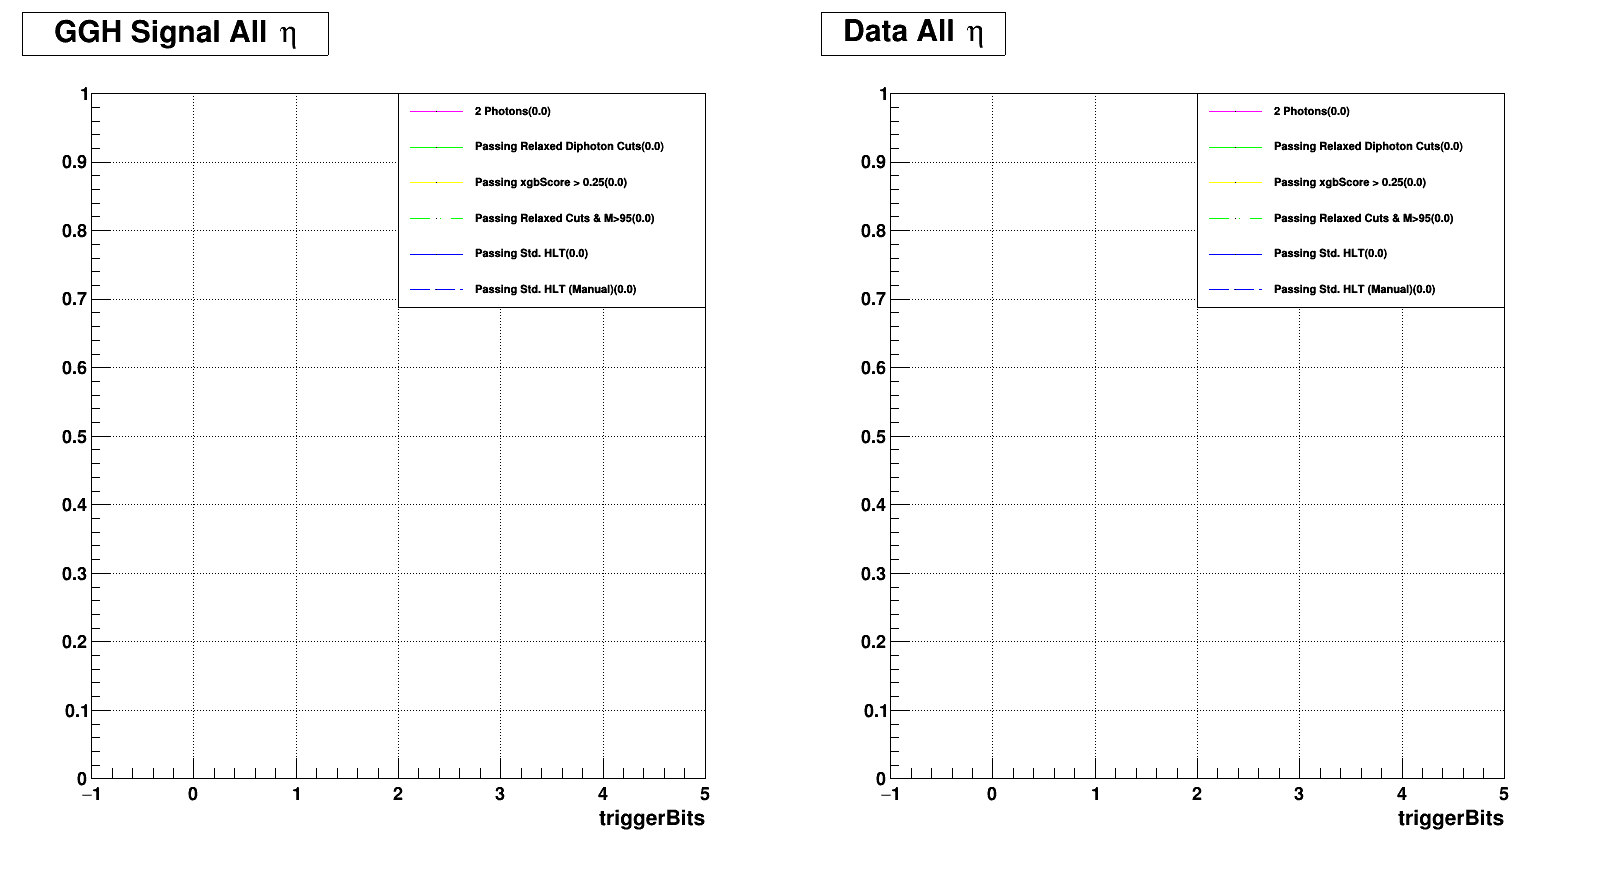 GGH Signal All η
1
0.9
0.8
0.7
0.6
0.5
0.4
0.3
0.2
0.1
0
2 Photons(0.0)
Passing Relaxed Diphoton Cuts(0.0)
Passing xgbScore > 0.25(0.0)
Passing Relaxed Cuts & M>95(0.0)
Passing Std. HLT(0.0)
Passing Std. HLT (Manual)(0.0)
−1 0 1 2 3 4 5
triggerBits
Data All η
1
0.9
0.8
0.7
0.6
0.5
0.4
0.3
0.2
0.1
0
2 Photons(0.0)
Passing Relaxed Diphoton Cuts(0.0)
Passing xgbScore > 0.25(0.0)
Passing Relaxed Cuts & M>95(0.0)
Passing Std. HLT(0.0)
Passing Std. HLT (Manual)(0.0)
−1 0 1 2 3 4 5
triggerBits